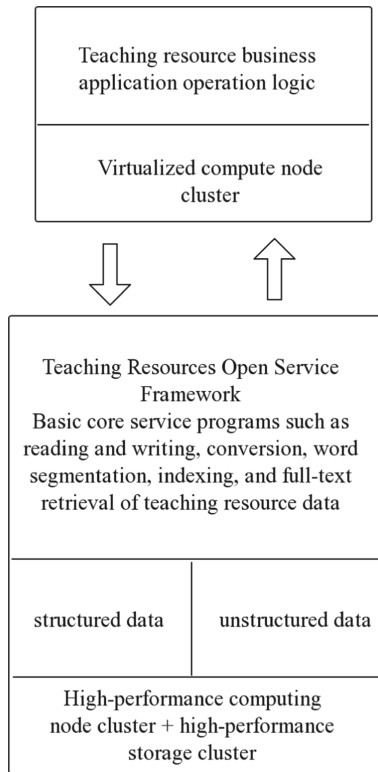 Teaching resource business
application operation logic
Virtualized compute node
cluster
Teaching Resources Open Service
Framework
Basic core service programs such as
reading and writing, conversion, word
segmentation, indexing, and full-text
retrieval of teaching resource data
structured data
unstructured data
High-performance computing
node cluster + high-performance
storage cluster